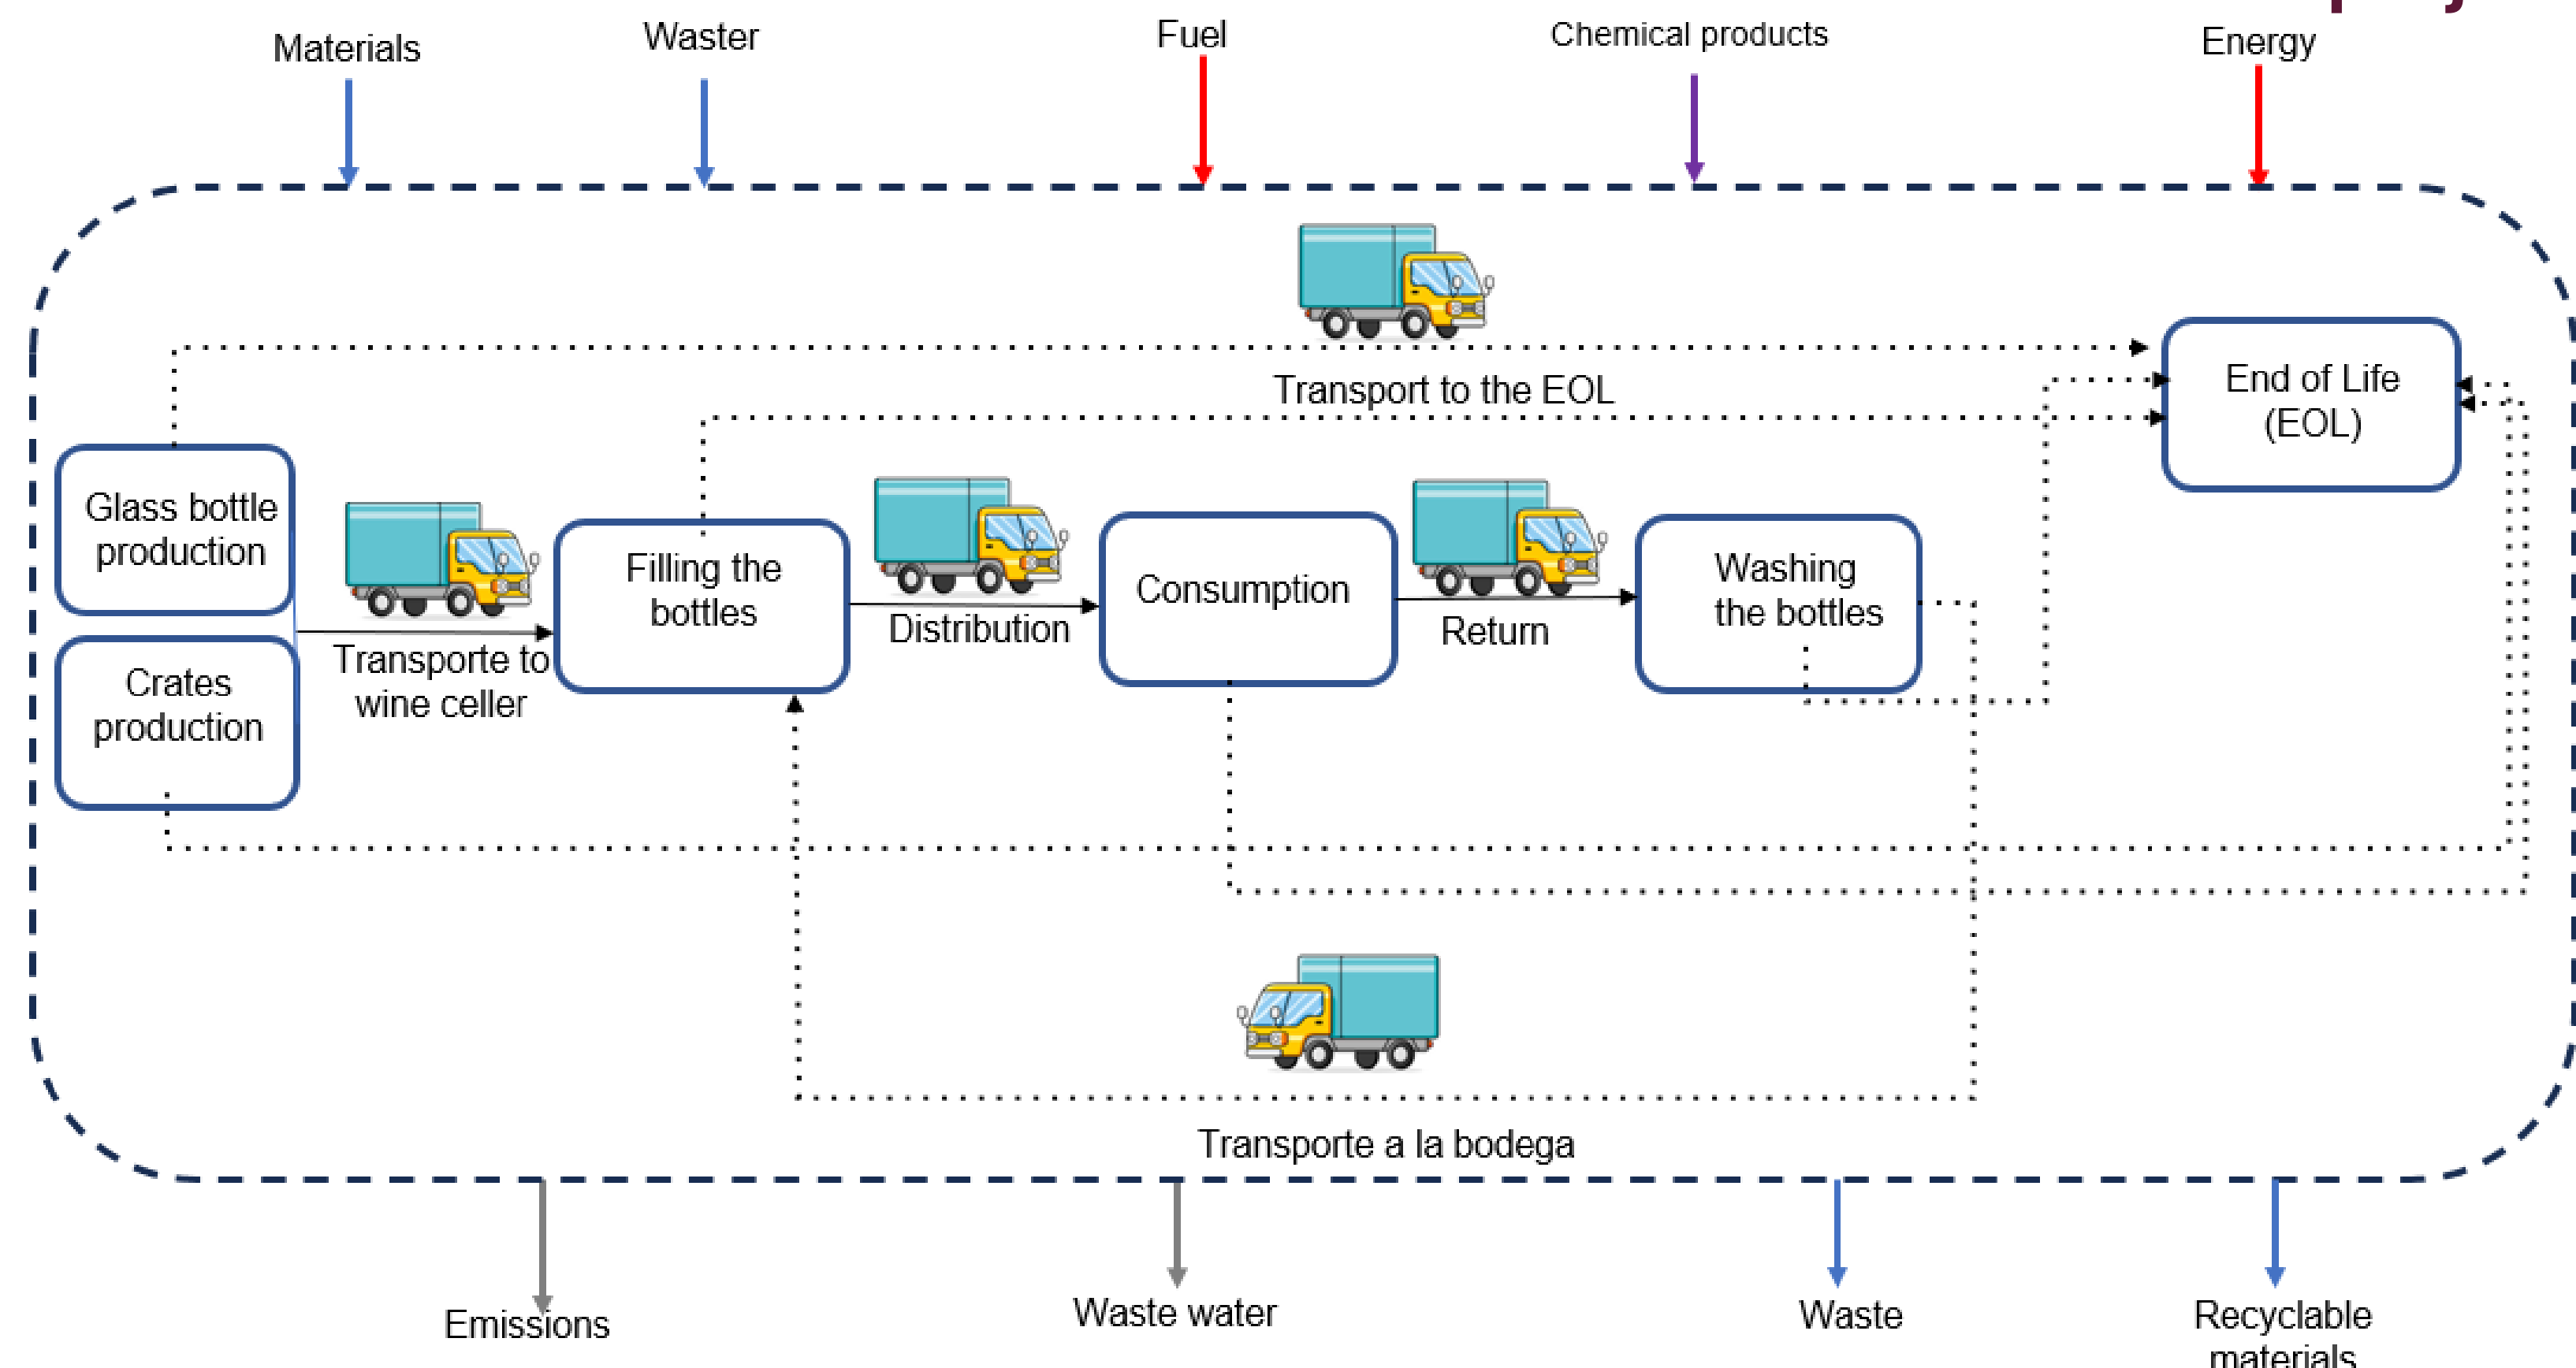 Materials
Waster
Fuel
Chemical products
Energy
Transport to the EOL
End of Life
(EOL)
Glass bottle
production
Filling the
bottles
Consumption
Washing
the bottles
Distribution
Return
Transporte to
wine celler
Crates
production
Transporte a la bodega
Emissions
Waste water
Waste
Recyclable
materials